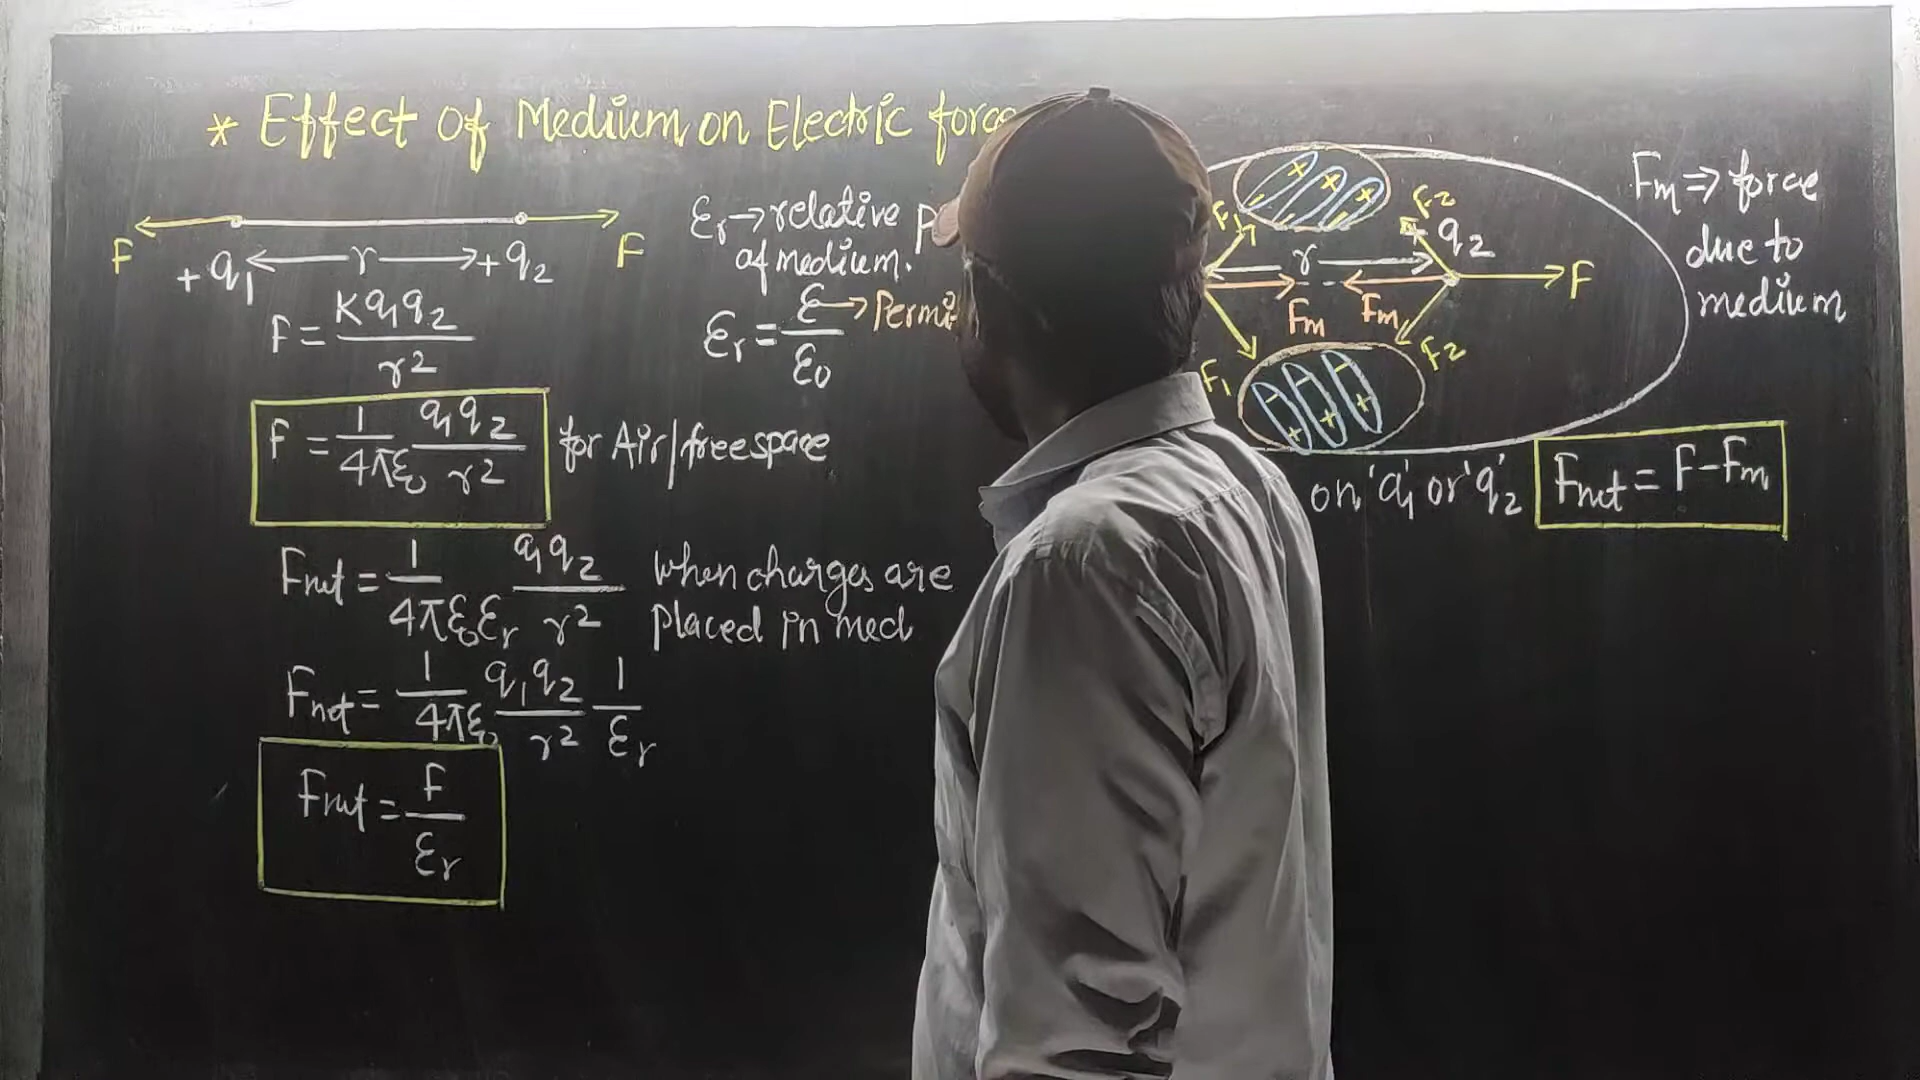 * Effect of Medium on Electric force
F
F
+q₁ ← r → +q₂
F = Kq₁q₂ / r²
F = 1/4πε₀ q₁q₂/r² for Air/freespace
Fnet = 1/4πε₀εr q₁q₂/r² when charges are
placed in med
Fnet = 1/4πε₀ q₁q₂/r² 1/εr
Fnet = F/εr
εr → relative
of medium.
εr = ε/ε₀
F₁
F₂
+q₂
r
F
Fm
Fm
F₁
F₂
Fm ⇒ force
due to
medium
on 'q₁' or 'q₂' Fnet = F - Fm